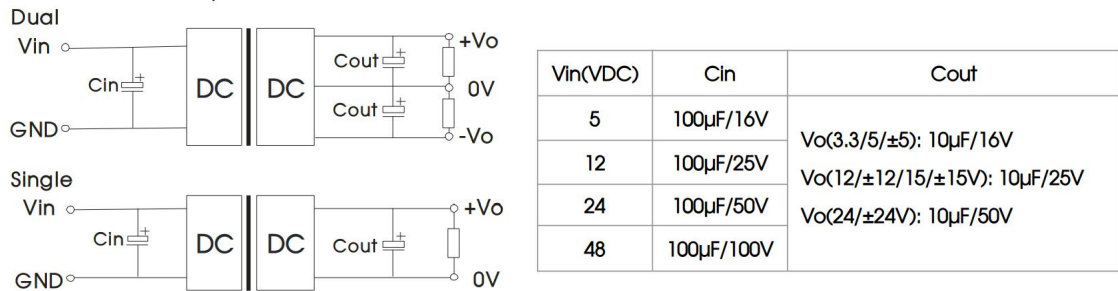 Dual
Vin
Cin
+
GND
DC
DC
Cout
+
Cout
+
+Vo
0V
-Vo
Single
Vin
Cin
+
GND
DC
DC
Cout
+
+Vo
0V
Vin(VDC) Cin Cout
5 100µF/16V
12 100µF/25V
24 100µF/50V
48 100µF/100V
Vo(3.3/5/±5): 10µF/16V
Vo(12/±12/15/±15V): 10µF/25V
Vo(24/±24V): 10µF/50V